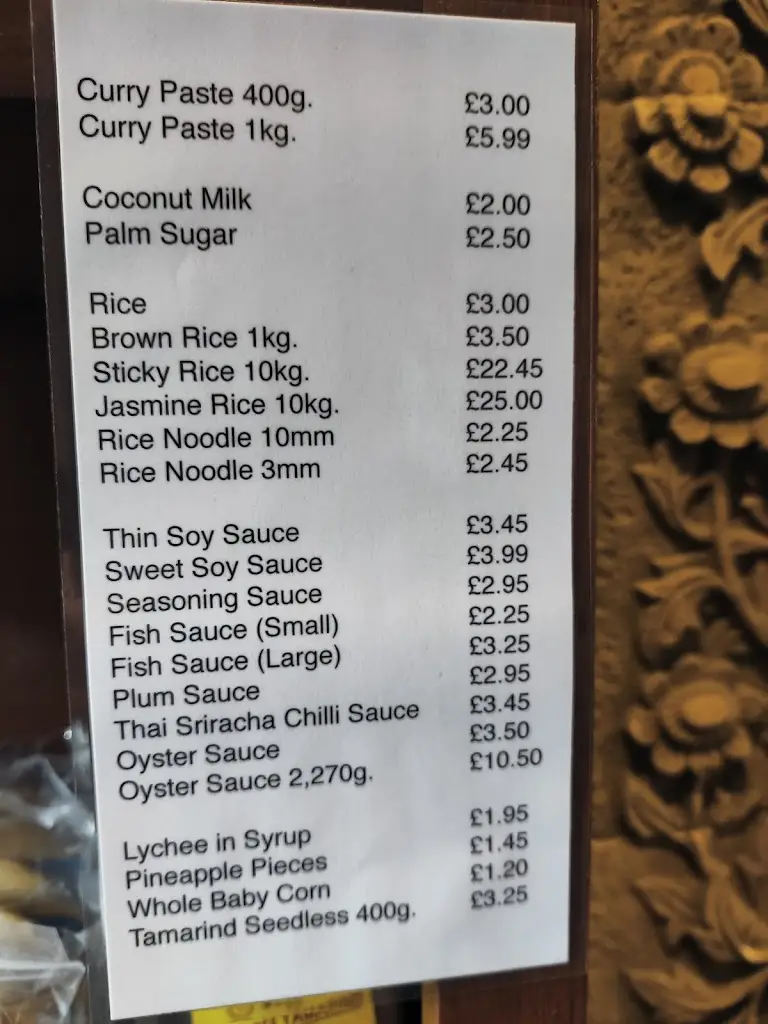 Curry Paste 400g. £3.00
Curry Paste 1kg. £5.99
Coconut Milk £2.00
Palm Sugar £2.50
Rice £3.00
Brown Rice 1kg. £3.50
Sticky Rice 10kg. £22.45
Jasmine Rice 10kg. £25.00
Rice Noodle 10mm £2.25
Rice Noodle 3mm £2.45
Thin Soy Sauce £3.45
Sweet Soy Sauce £3.99
Seasoning Sauce £2.95
Fish Sauce (Small) £2.25
Fish Sauce (Large) £3.25
Plum Sauce £2.95
Thai Sriracha Chilli Sauce £3.45
Oyster Sauce £3.50
Oyster Sauce 2,270g. £10.50
Lychee in Syrup £1.95
Pineapple Pieces £1.45
Whole Baby Corn £1.20
Tamarind Seedless 400g. £3.25